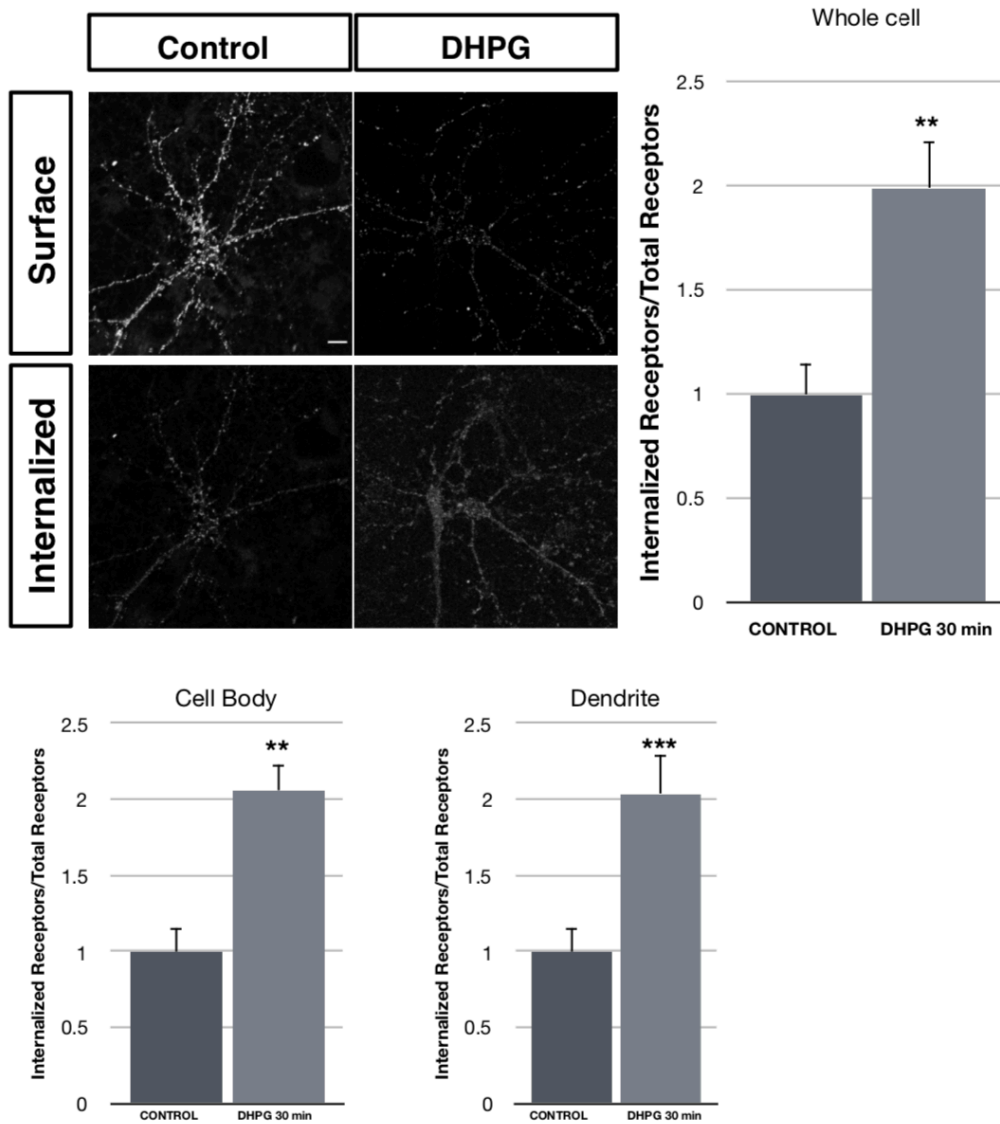 Control
DHPG
Surface
Internalized
Whole cell
Internalized Receptors/Total Receptors
2.5
2
1.5
1
0.5
0
**
CONTROL
DHPG 30 min
Cell Body
Internalized Receptors/Total Receptors
2.5
2
1.5
1
0.5
0
**
CONTROL
DHPG 30 min
Dendrite
Internalized Receptors/Total Receptors
2.5
2
1.5
1
0.5
0
***
CONTROL
DHPG 30 min